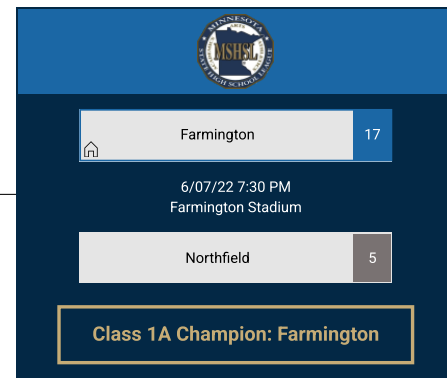 MINNESOTA
MSHSL
STATE HIGH SCHOOL LEAGUE
Farmington
17
6/07/22 7:30 PM
Farmington Stadium
Northfield
5
Class 1A Champion: Farmington